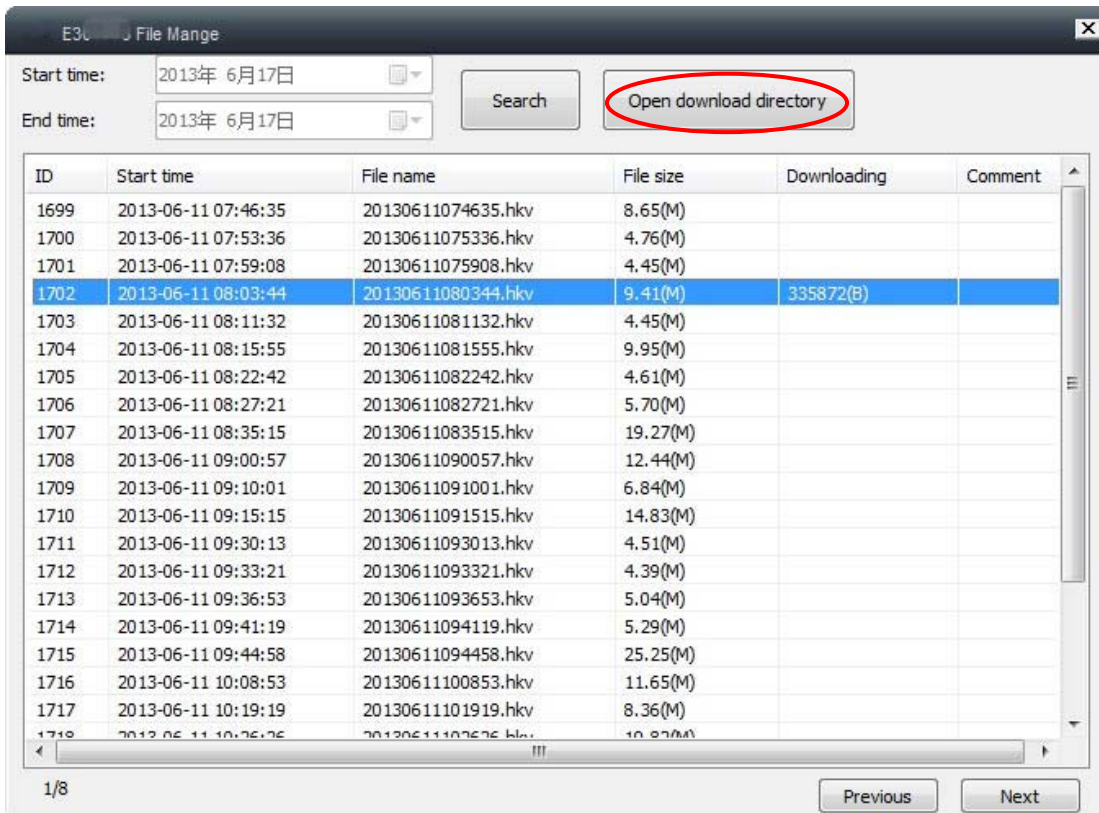 File Mange
Start time: 2013年 6月17日
End time: 2013年 6月17日
Search
Open download directory
ID Start time File name File size Downloading Comment
1699 2013-06-11 07:46:35 20130611074635.hkv 8.65(M)
1700 2013-06-11 07:53:36 20130611075336.hkv 4.76(M)
1701 2013-06-11 07:59:08 20130611075908.hkv 4.45(M)
1702 2013-06-11 08:03:44 20130611080344.hkv 9.41(M) 335872(B)
1703 2013-06-11 08:11:32 20130611081132.hkv 4.45(M)
1704 2013-06-11 08:15:55 20130611081555.hkv 9.95(M)
1705 2013-06-11 08:22:42 20130611082242.hkv 4.61(M)
1706 2013-06-11 08:27:21 20130611082721.hkv 5.70(M)
1707 2013-06-11 08:35:15 20130611083515.hkv 19.27(M)
1708 2013-06-11 09:00:57 20130611090057.hkv 12.44(M)
1709 2013-06-11 09:10:01 20130611091001.hkv 6.84(M)
1710 2013-06-11 09:15:15 20130611091515.hkv 14.83(M)
1711 2013-06-11 09:30:13 20130611093013.hkv 4.51(M)
1712 2013-06-11 09:33:21 20130611093321.hkv 4.39(M)
1713 2013-06-11 09:36:53 20130611093653.hkv 5.04(M)
1714 2013-06-11 09:41:19 20130611094119.hkv 5.29(M)
1715 2013-06-11 09:44:58 20130611094458.hkv 25.25(M)
1716 2013-06-11 10:08:53 20130611100853.hkv 11.65(M)
1717 2013-06-11 10:19:19 20130611101919.hkv 8.36(M)
1718 2013-06-11 10:26:26 20130611102626.hkv 10.82(M)
1/8
Previous
Next